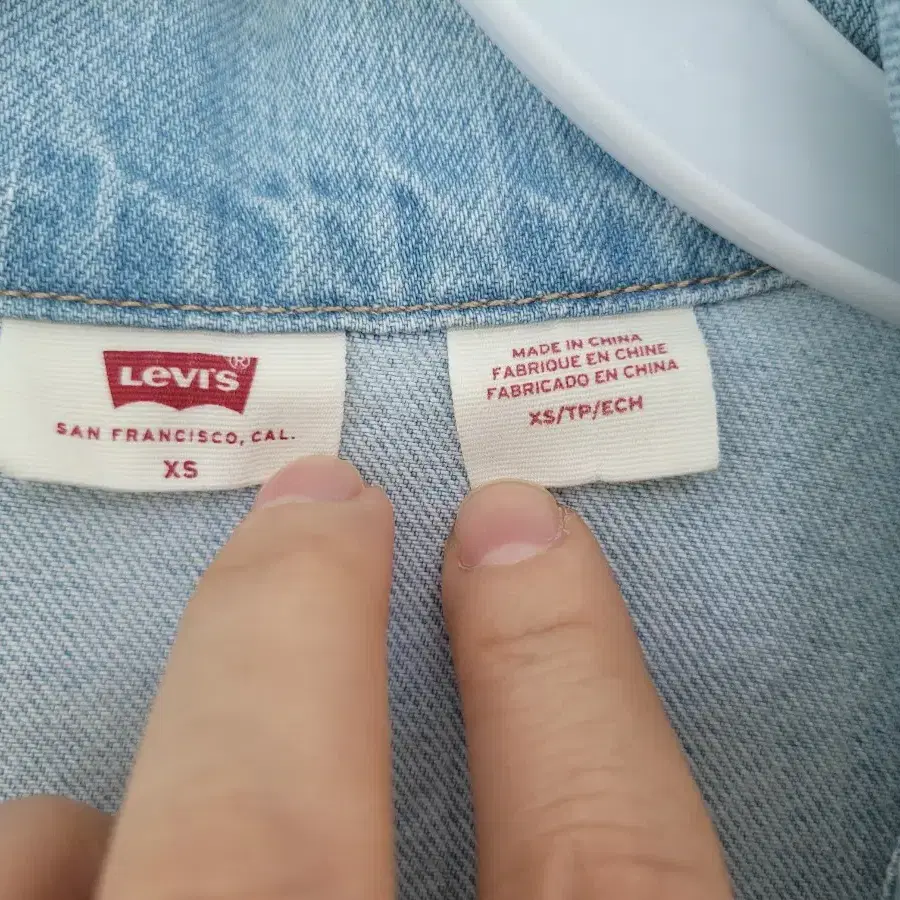 LEVI'S ®
SAN FRANCISCO, CAL.
XS
MADE IN CHINA
FABRIQUE EN CHINE
FABRICADO EN CHINA
XS/TP/ECH